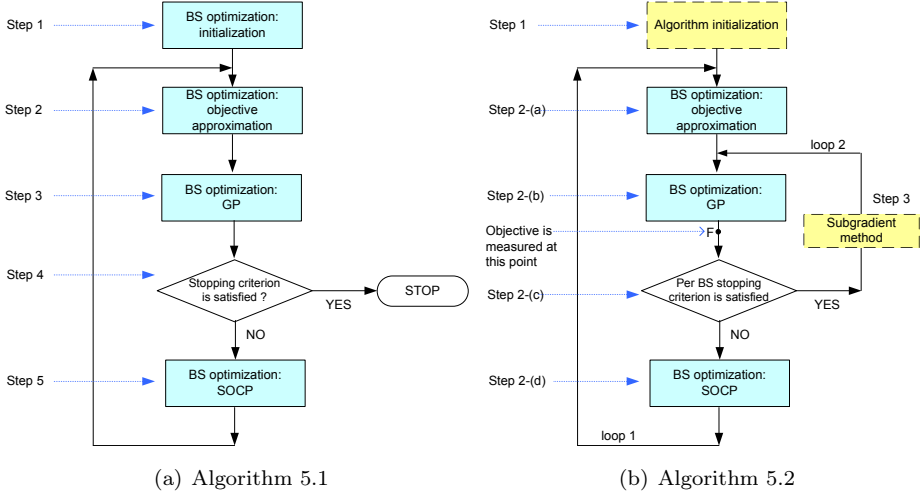 Step 1
BS optimization:
initialization
Step 2
BS optimization:
objective
approximation
Step 3
BS optimization:
GP
Step 4
Stopping criterion
is satisfied ?
YES
STOP
NO
Step 5
BS optimization:
SOCP
(a) Algorithm 5.1
Step 1
Algorithm initialization
Step 2-(a)
BS optimization:
objective
approximation
loop 2
Step 2-(b)
BS optimization:
GP
Step 3
Subgradient
method
Objective is
measured at
this point
F
Step 2-(c)
Per BS stopping
criterion is satisfied
YES
NO
Step 2-(d)
BS optimization:
SOCP
loop 1
(b) Algorithm 5.2